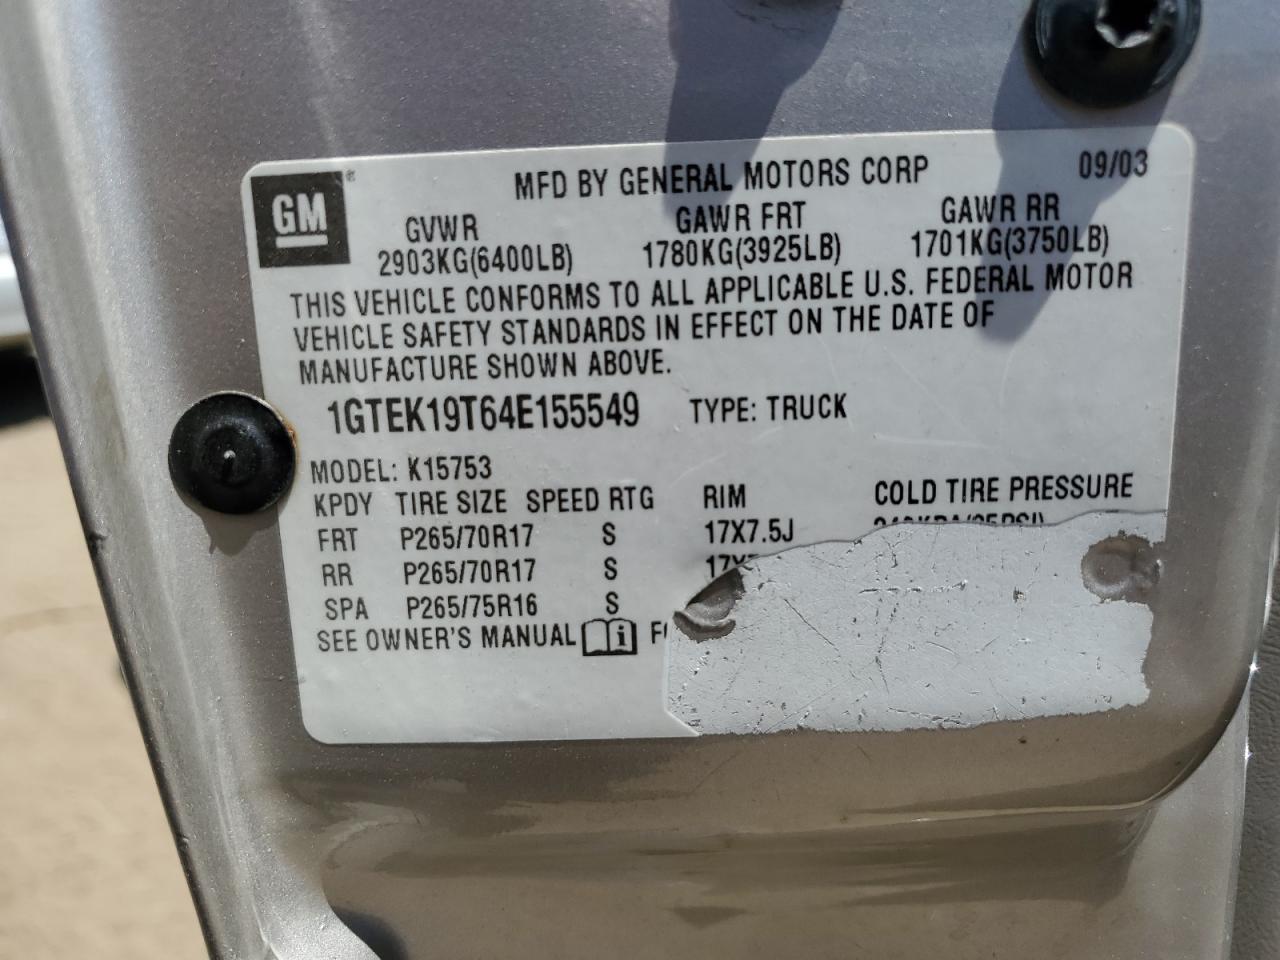 GM®
MFD BY GENERAL MOTORS CORP 09/03
GVWR GAWR FRT GAWR RR
2903KG(6400LB) 1780KG(3925LB) 1701KG(3750LB)
THIS VEHICLE CONFORMS TO ALL APPLICABLE U.S. FEDERAL MOTOR
VEHICLE SAFETY STANDARDS IN EFFECT ON THE DATE OF
MANUFACTURE SHOWN ABOVE.
1GTEK19T64E155549 TYPE: TRUCK
MODEL: K15753
KPDY TIRE SIZE SPEED RTG RIM COLD TIRE PRESSURE
FRT P265/70R17 S 17X7.5J
RR P265/70R17 S
SPA P265/75R16 S
SEE OWNER'S MANUAL